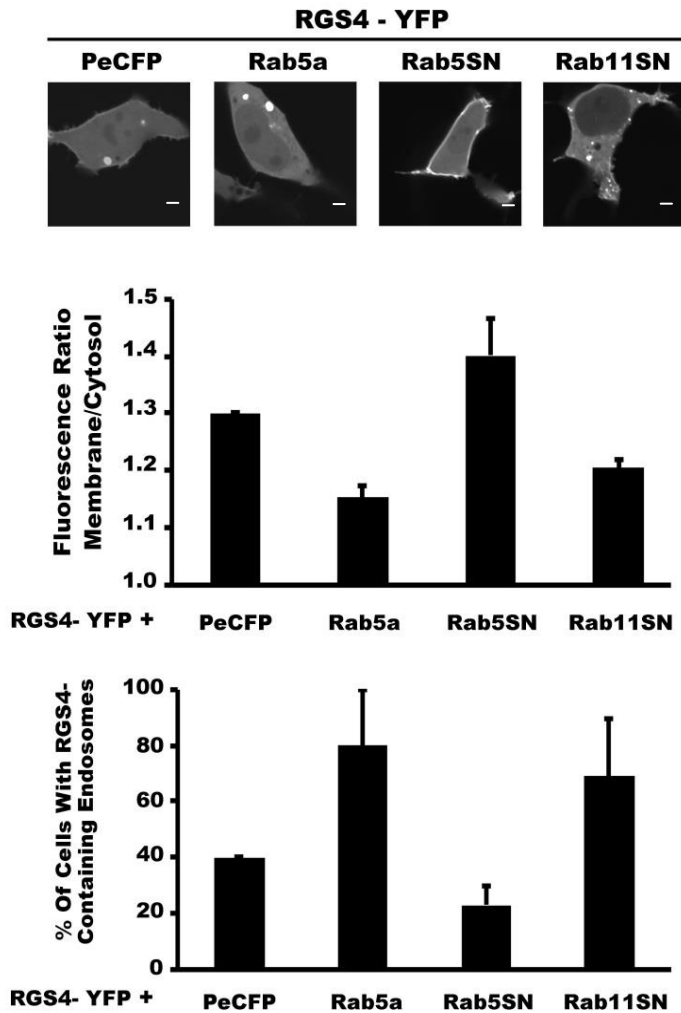 RGS4 - YFP
PeCFP Rab5a Rab5SN Rab11SN
Fluorescence Ratio
Membrane/Cytosol
1.5
1.4
1.3
1.2
1.1
1.0
RGS4- YFP + PeCFP Rab5a Rab5SN Rab11SN
% Of Cells With RGS4-
Containing Endosomes
100
80
60
40
20
0
RGS4- YFP + PeCFP Rab5a Rab5SN Rab11SN